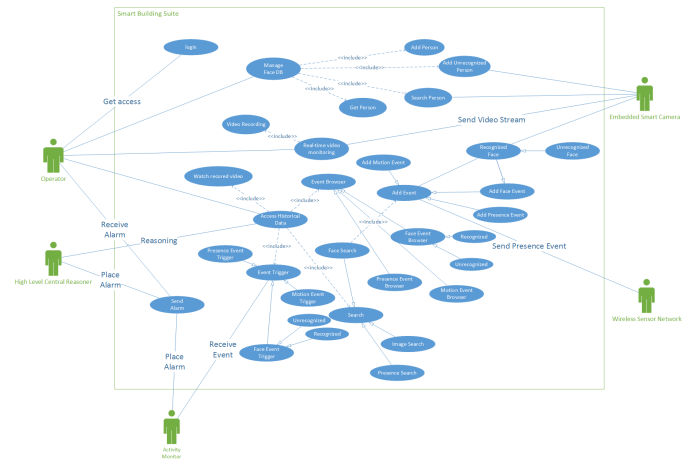 Smart Building Suite
login
Get access
Manage
Face DB
<<include>>
Add Person
<<include>>
Add Unrecognized
Person
<<include>>
<<include>>
Get Person
Search Person
Embedded Smart Camera
Send Video Stream
Video Recording
<<include>>
Real-time video
monitoring
Recognized
Face
Unrecognized
Face
Operator
Add Motion Event
Watch recored video
Event Browser
Add Event
Add Face Event
<<include>>
<<include>>
Add Presence Event
Access Historical
Data
<<include>>
Receive
Alarm
Reasoning
Face Event
Browser
Recognized
Send Presence Event
Presence Event
Trigger
<<include>>
Face Search
Unrecognized
<<include>>
Event Trigger
High Level Central Reasoner
Place
Alarm
Presence Event
Browser
Motion Event
Browser
Motion Event
Trigger
Send
Alarm
Search
Wireless Sensor Network
Unrecognized
Recognized
Receive
Event
Image Search
Face Event
Trigger
Place
Alarm
Presence Search
Activity
Monitor